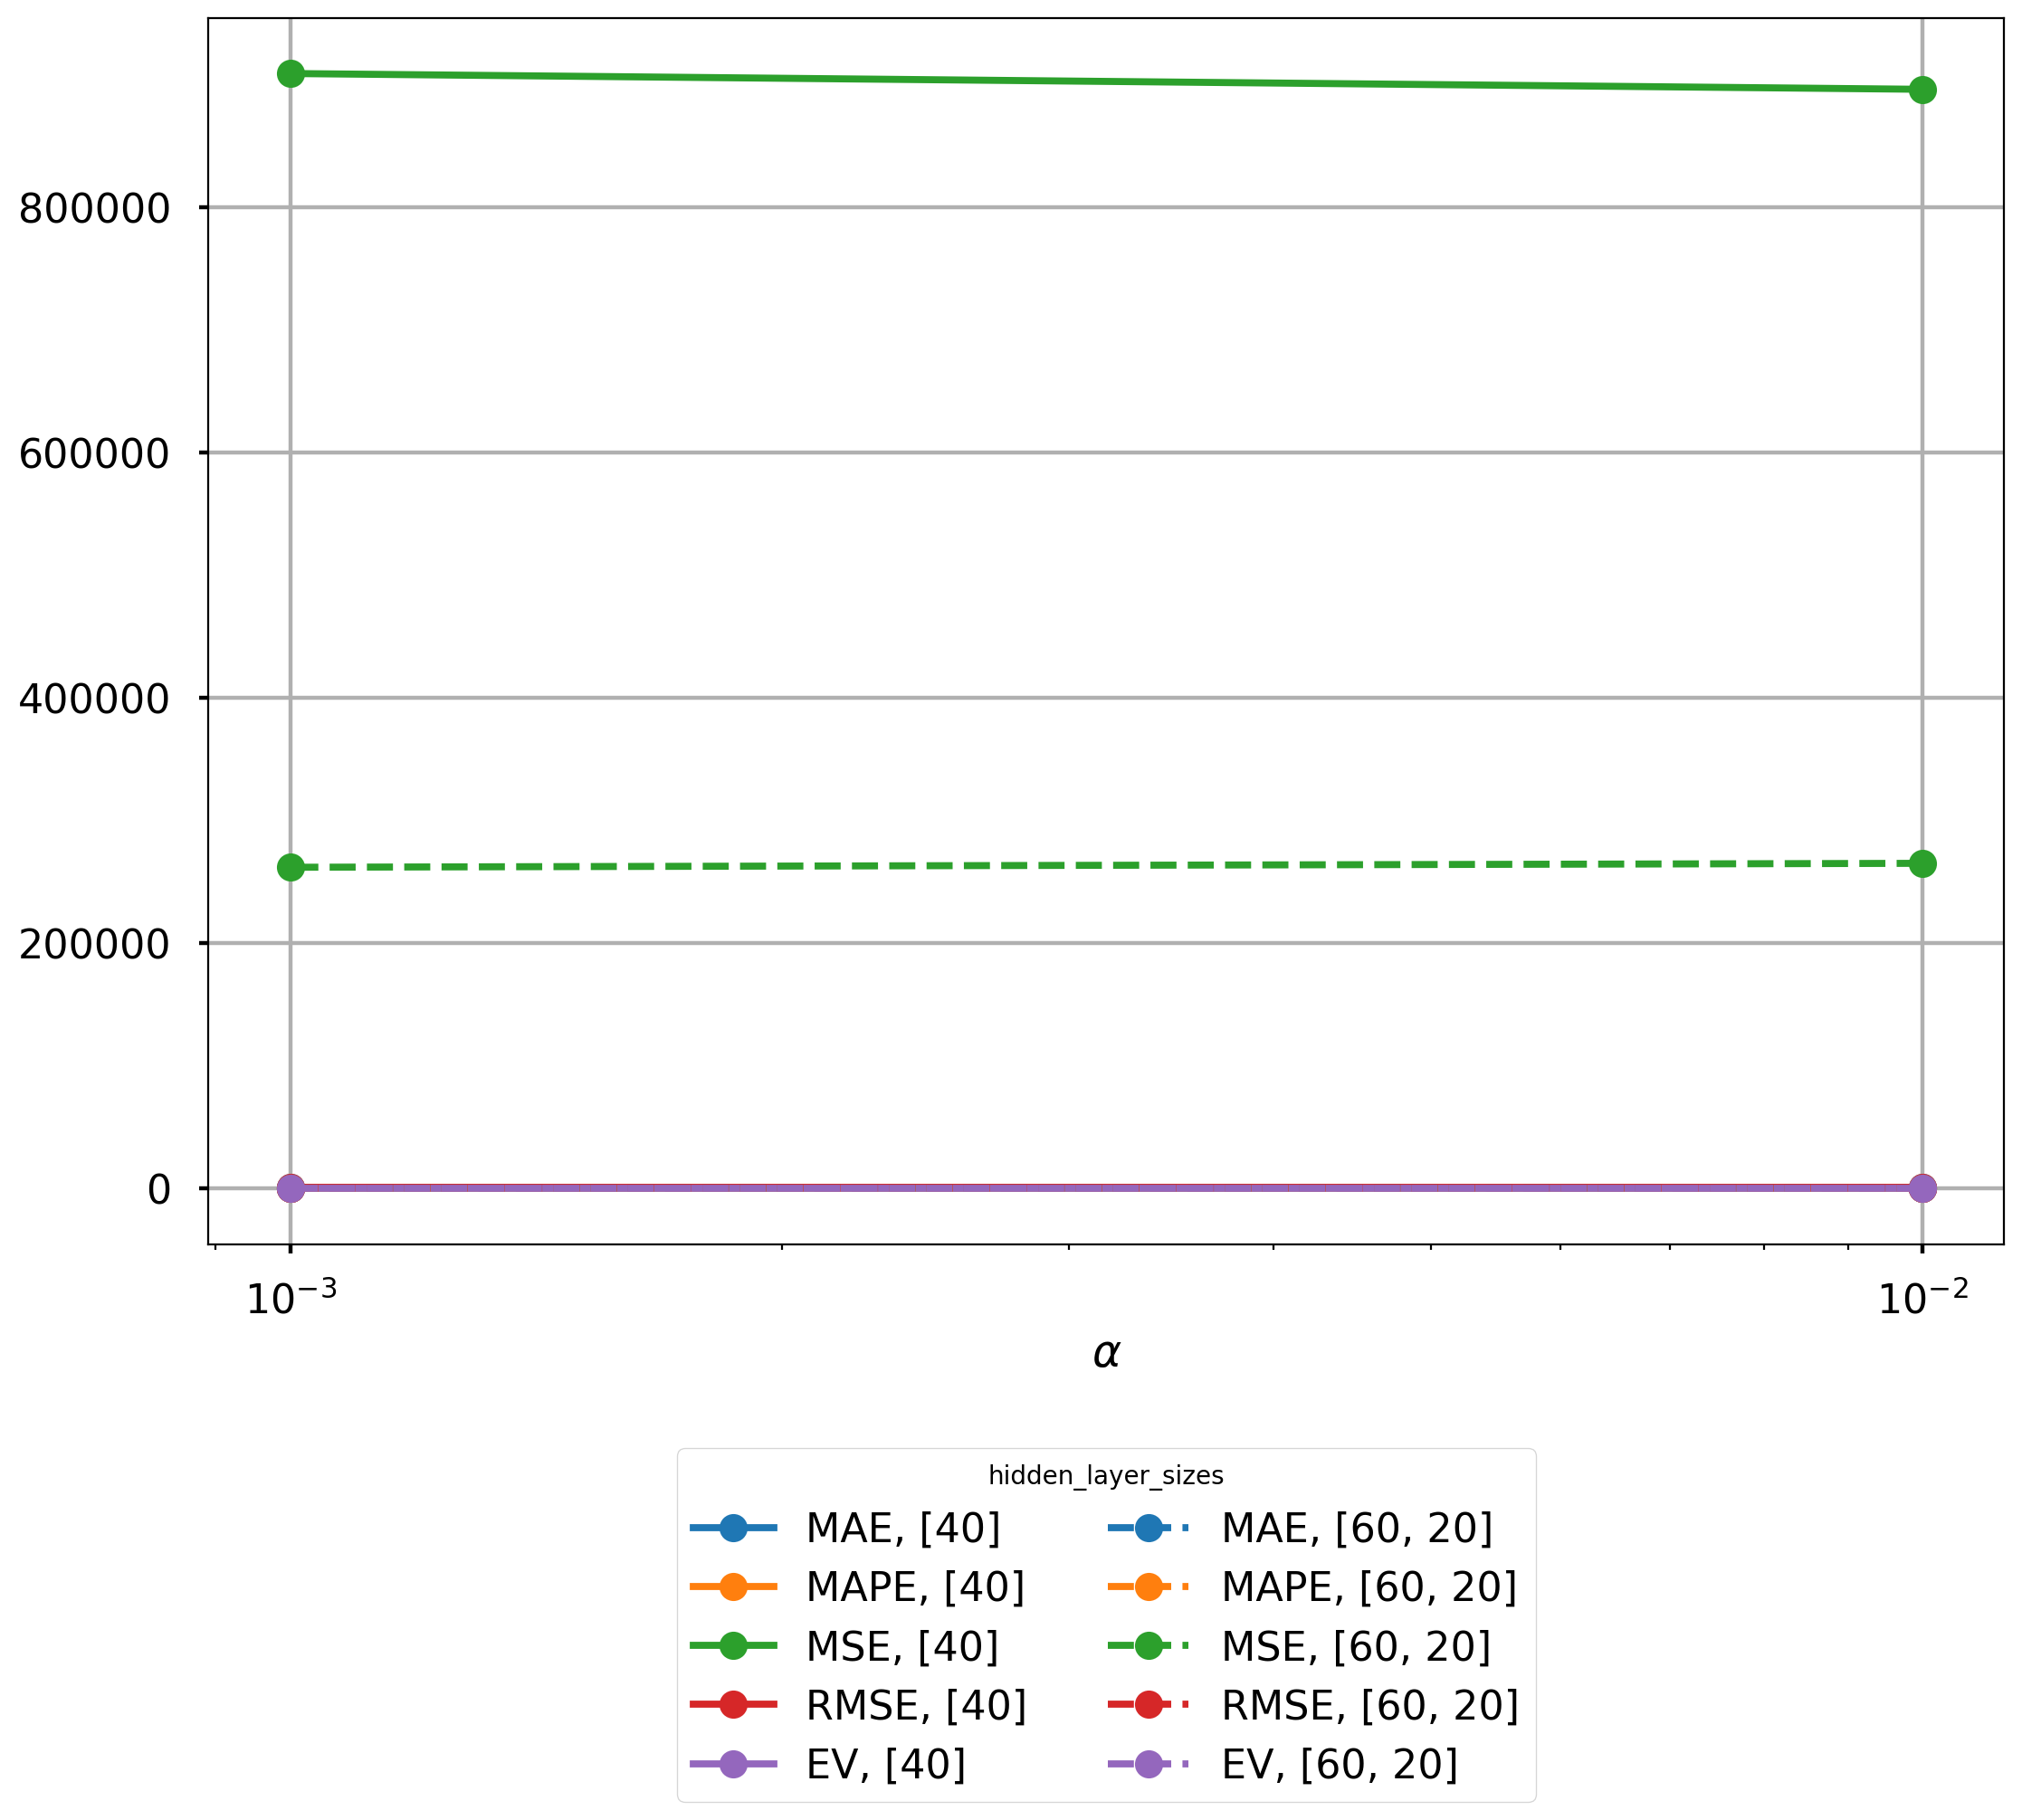 800000
600000
400000
200000
0
10⁻³
10⁻²
α
hidden_layer_sizes
MAE, [40]
MAPE, [40]
MSE, [40]
RMSE, [40]
EV, [40]
MAE, [60, 20]
MAPE, [60, 20]
MSE, [60, 20]
RMSE, [60, 20]
EV, [60, 20]